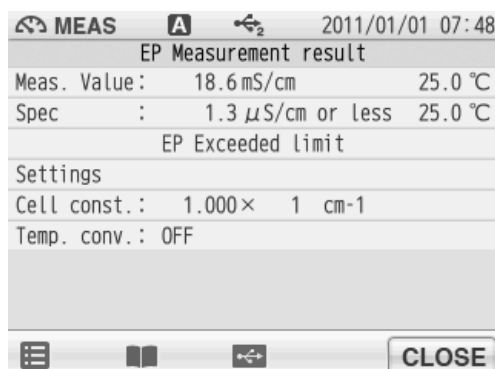 MEAS A 2 2011/01/01 07:48
EP Measurement result
Meas. Value: 18.6 mS/cm 25.0 ℃
Spec : 1.3 μS/cm or less 25.0 ℃
EP Exceeded limit
Settings
Cell const.: 1.000× 1 cm-1
Temp. conv.: OFF
CLOSE